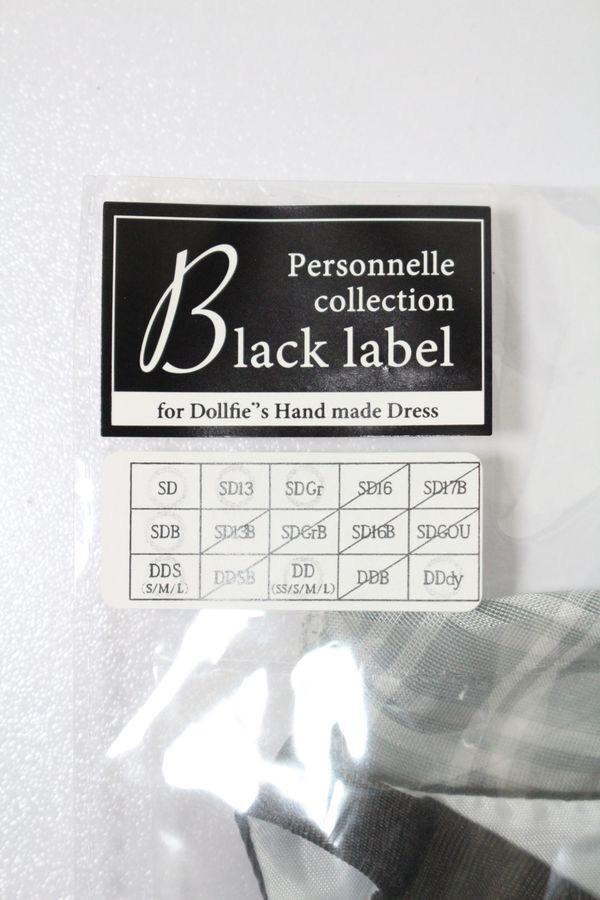 Personnelle
collection
Black label
for Dollfie"s Hand made Dress
SD SD13 SDGr SD16 SD17B
SDB SD13B SDGrB SD16B SDGOU
DDS DDSB DD DDB DDdy
(S/M/L) (SS/S/M/L)